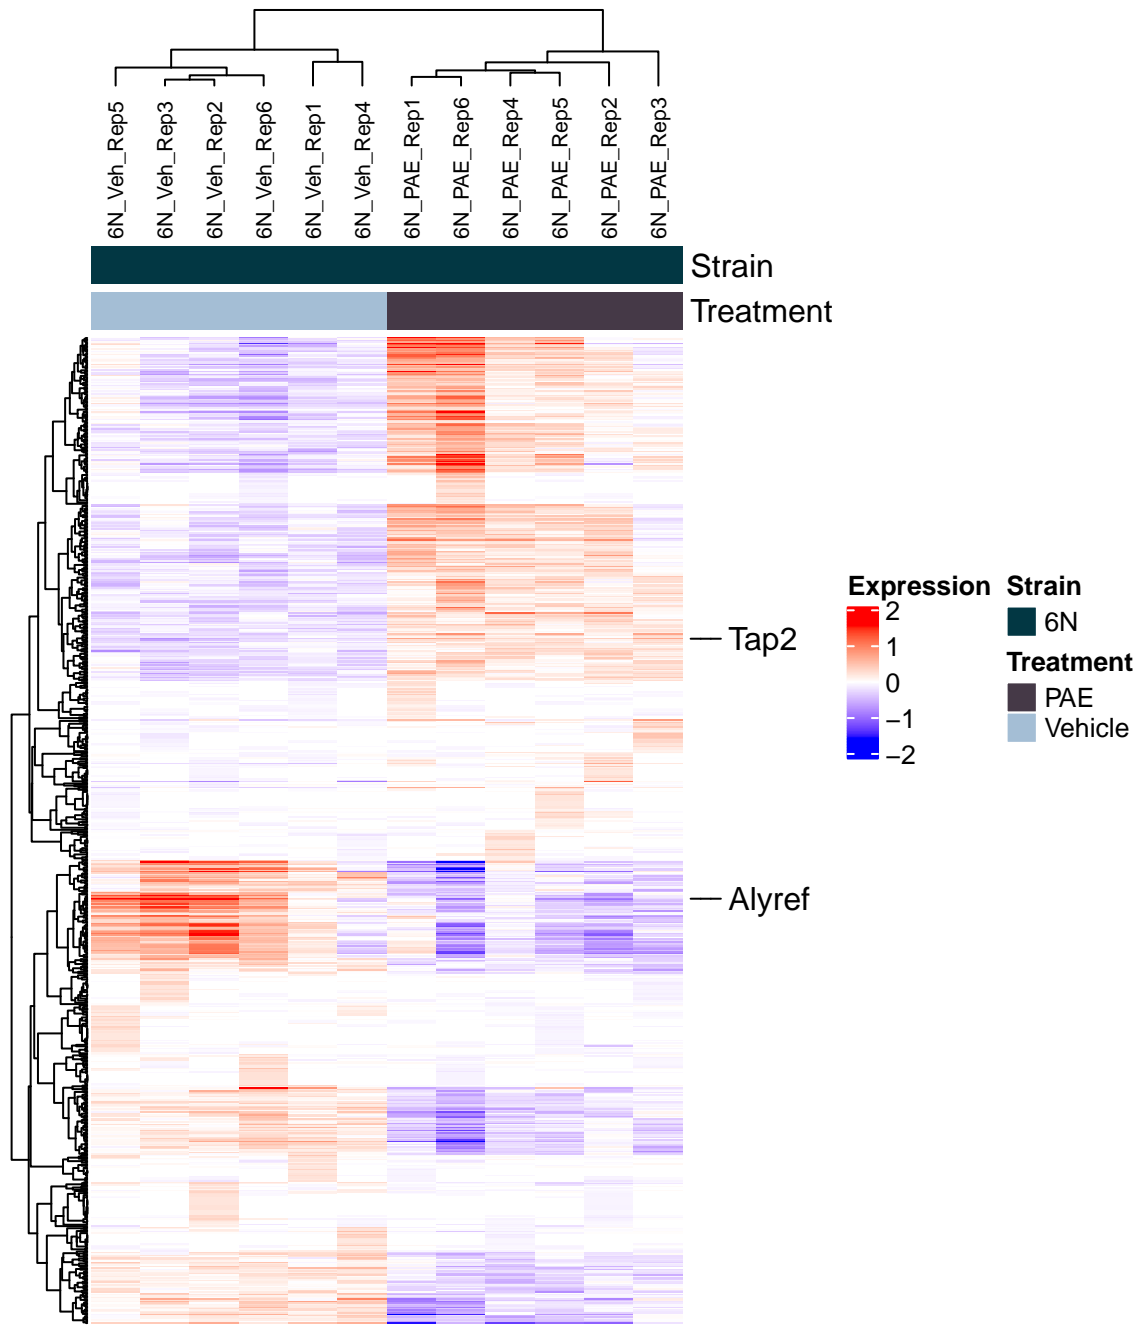 6N_Veh_Rep5
6N_Veh_Rep3
6N_Veh_Rep2
6N_Veh_Rep6
6N_Veh_Rep1
6N_Veh_Rep4
6N_PAE_Rep1
6N_PAE_Rep6
6N_PAE_Rep4
6N_PAE_Rep5
6N_PAE_Rep2
6N_PAE_Rep3
Strain
Treatment
Tap2
Alyref
Expression
2
1
0
−1
−2
Strain
6N
Treatment
PAE
Vehicle